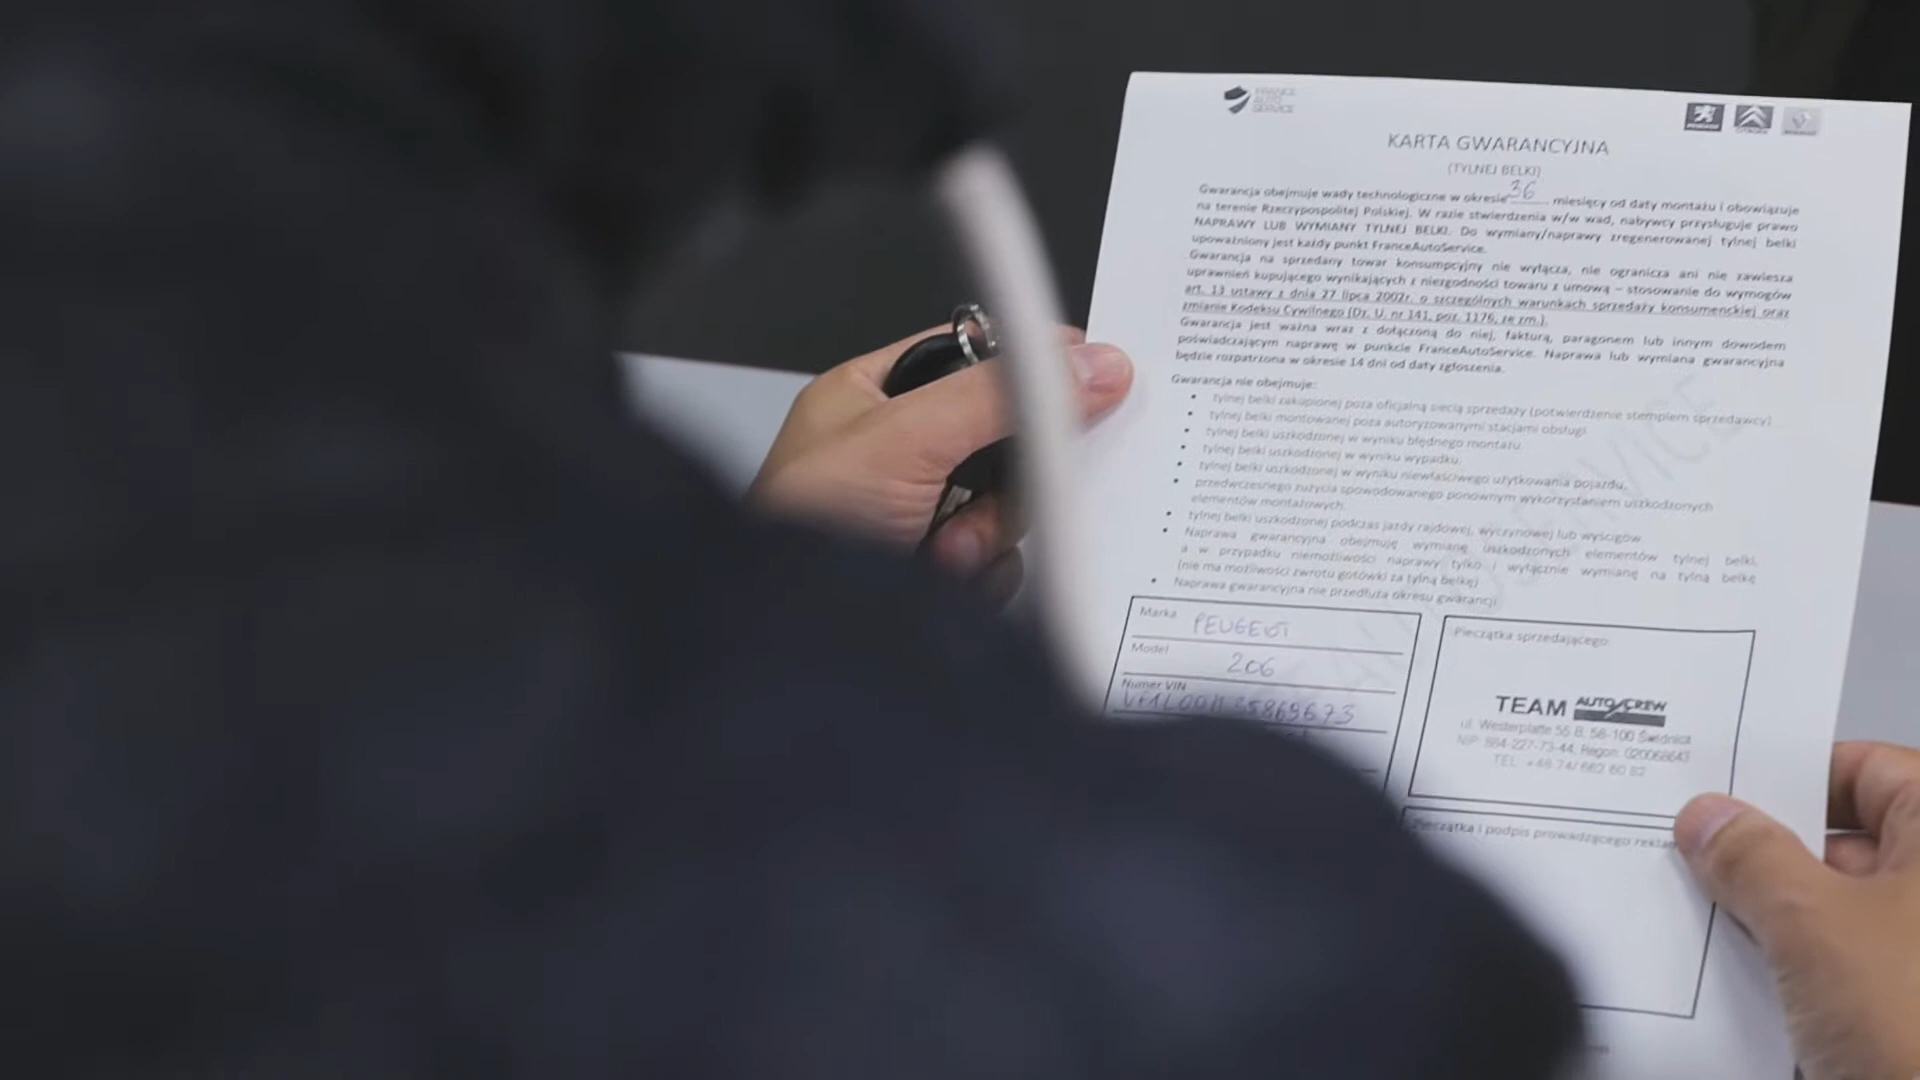 FRANCE
AUTO
SERVICE
PEUGEOT
CITROËN
KARTA GWARANCYJNA
(TYLNEJ BELKI)
Gwarancja obejmuje wady technologiczne w okresie 36 miesięcy od daty montażu i obowiązuje
na terenie Rzeczypospolitej Polskiej. W razie stwierdzenia w/w wad, nabywcy przysługuje prawo
NAPRAWY LUB WYMIANY TYLNEJ BELKI. Do wymiany/naprawy zregenerowanej tylnej belki
upoważniony jest każdy punkt FranceAutoService.
Gwarancja na sprzedany towar konsumpcyjny nie wyłącza, nie ogranicza ani nie zawiesza
uprawnień kupującego wynikających z niezgodności towaru z umową – stosowanie do wymogów
art. 13 ustawy z dnia 27 lipca 2002r. o szczególnych warunkach sprzedaży konsumenckiej oraz
zmianie Kodeksu Cywilnego (Dz. U. nr 141, poz. 1176, ze zm.).
Gwarancja jest ważna wraz z dołączoną do niej, fakturą, paragonem lub innym dowodem
poświadczającym naprawę w punkcie FranceAutoService. Naprawa lub wymiana gwarancyjna
będzie rozpatrzona w okresie 14 dni od daty zgłoszenia.
Gwarancja nie obejmuje:
• tylnej belki zakupionej poza oficjalną siecią sprzedaży (potwierdzenie stemplem sprzedawcy)
• tylnej belki montowanej poza autoryzowanymi stacjami obsługi
• tylnej belki uszkodzonej w wyniku błędnego montażu
• tylnej belki uszkodzonej w wyniku wypadku,
• tylnej belki uszkodzonej w wyniku niewłaściwego użytkowania pojazdu,
• przedwczesnego zużycia spowodowanego ponownym wykorzystaniem uszkodzonych
elementów montażowych.
• tylnej belki uszkodzonej podczas jazdy rajdowej, wyczynowej lub wyścigów
• Naprawa gwarancyjna obejmuję wymianę uszkodzonych elementów tylnej belki,
a w przypadku niemożliwości naprawy tylko i wyłącznie wymianę na tylną belkę
(nie ma możliwości zwrotu gotówki za tylną belkę)
• Naprawa gwarancyjna nie przedłuża okresu gwarancji
Marka PEUGEOT
Model 206
Numer VIN
Pieczątka sprzedającego:
TEAM AUTO CREW
ul. Westerplatte 55 B, 58-100 Świdnica
NIP: 884-227-73-44, Regon: 020068643
TEL. +48 74/ 662 60 82
Pieczątka i podpis prowadzącego